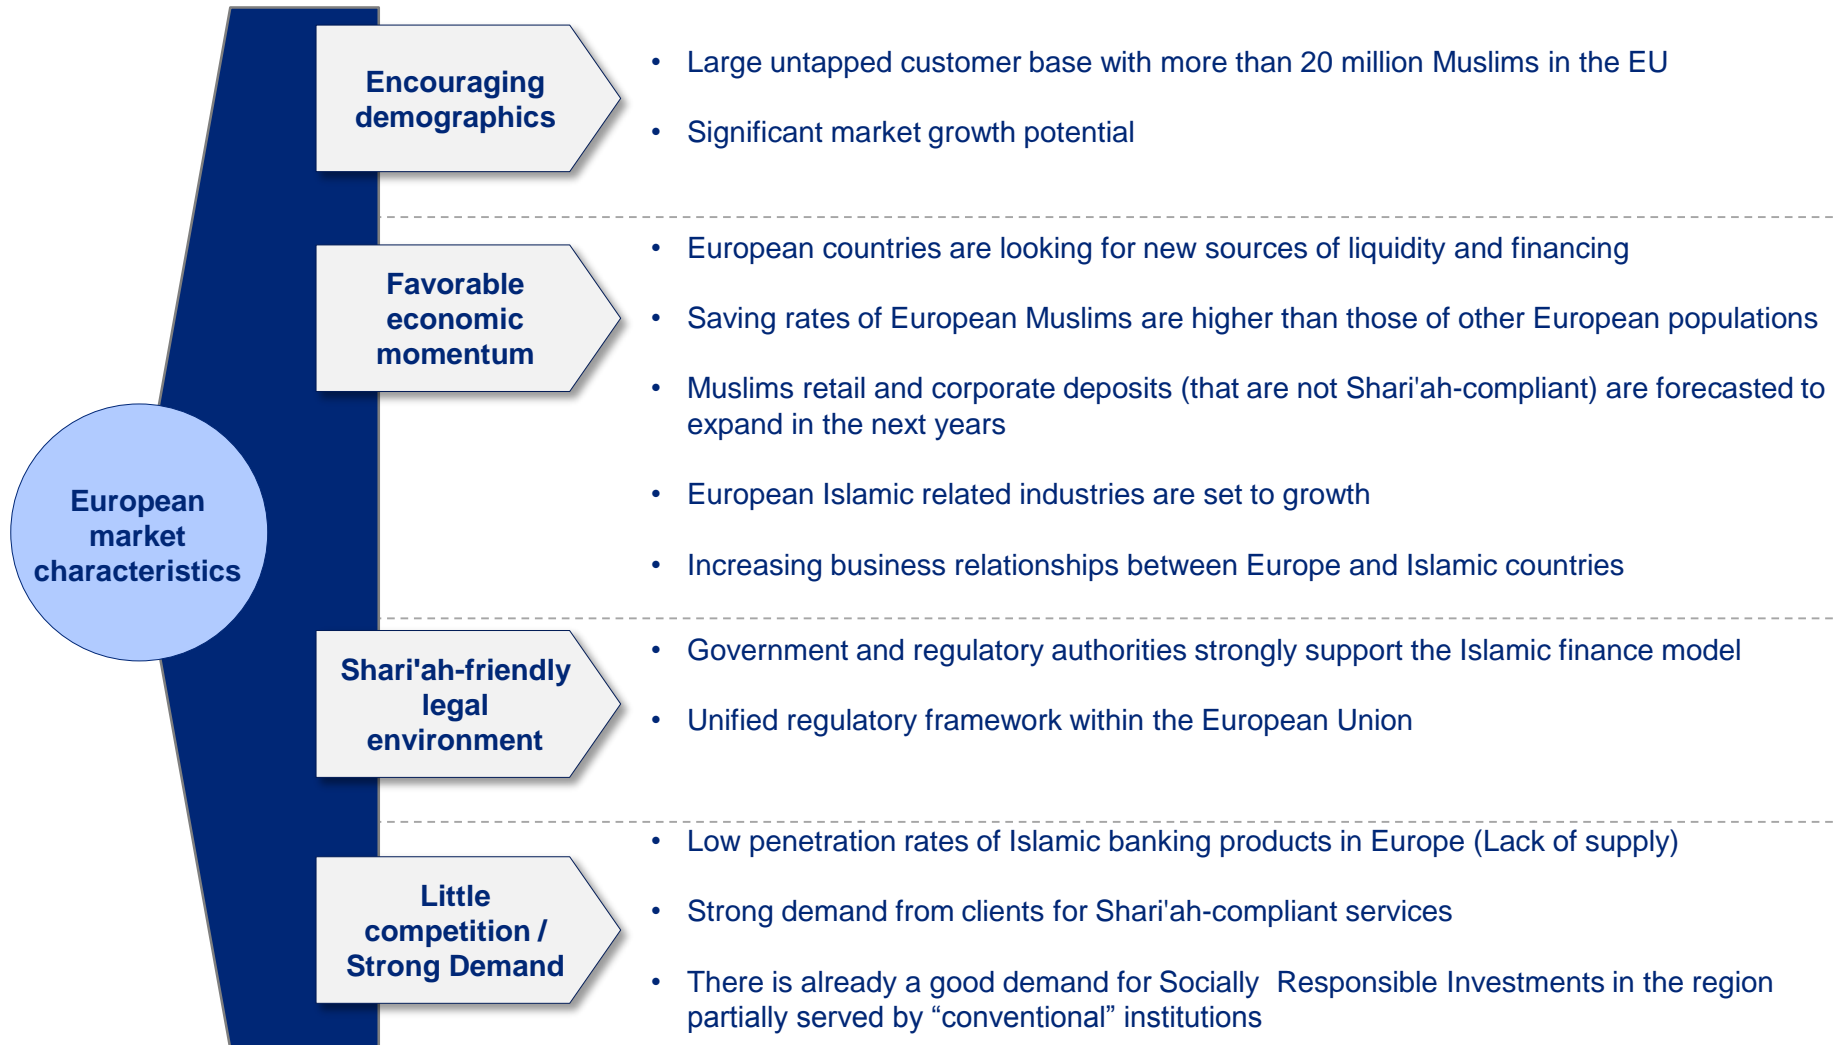 European
market
characteristics
Encouraging
demographics
• Large untapped customer base with more than 20 million Muslims in the EU
• Significant market growth potential
Favorable
economic
momentum
• European countries are looking for new sources of liquidity and financing
• Saving rates of European Muslims are higher than those of other European populations
• Muslims retail and corporate deposits (that are not Shari'ah-compliant) are forecasted to
expand in the next years
• European Islamic related industries are set to growth
• Increasing business relationships between Europe and Islamic countries
Shari'ah-friendly
legal
environment
• Government and regulatory authorities strongly support the Islamic finance model
• Unified regulatory framework within the European Union
Little
competition /
Strong Demand
• Low penetration rates of Islamic banking products in Europe (Lack of supply)
• Strong demand from clients for Shari'ah-compliant services
• There is already a good demand for Socially  Responsible Investments in the region
partially served by “conventional” institutions